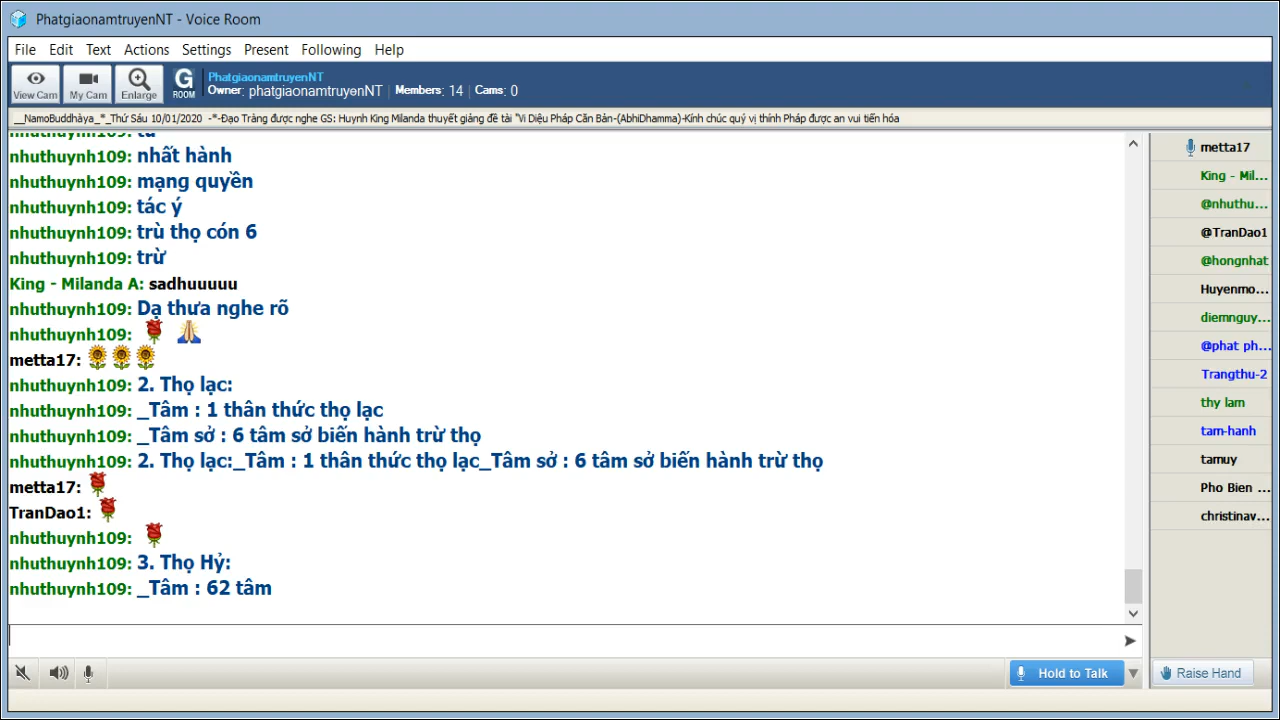 PhatgiaonamtruyenNT - Voice Room
File Edit Text Actions Settings Present Following Help
View Cam My Cam Enlarge G ROOM
PhatgiaonamtruyenNT
Owner: phatgiaonamtruyenNT Members: 14 Cams: 0
__NamoBuddhàya_*_Thứ Sáu 10/01/2020 -*-Đạo Tràng được nghe GS: Huynh King Milanda thuyết giảng đề tài "Vi Diệu Pháp Căn Bản-(AbhiDhamma)-Kính chúc quý vị thính Pháp được an vui tiến hóa
nhuthuynh109: nhất hành
nhuthuynh109: mạng quyền
nhuthuynh109: tác ý
nhuthuynh109: trù thọ cón 6
nhuthuynh109: trừ
King - Milanda A: sadhuuuuu
nhuthuynh109: Dạ thưa nghe rõ
nhuthuynh109:
metta17:
nhuthuynh109: 2. Thọ lạc:
nhuthuynh109: _Tâm : 1 thân thức thọ lạc
nhuthuynh109: _Tâm sở : 6 tâm sở biến hành trừ thọ
nhuthuynh109: 2. Thọ lạc:_Tâm : 1 thân thức thọ lạc_Tâm sở : 6 tâm sở biến hành trừ thọ
metta17:
TranDao1:
nhuthuynh109:
nhuthuynh109: 3. Thọ Hỷ:
nhuthuynh109: _Tâm : 62 tâm
metta17
King - Mil...
@nhuthu...
@TranDao1
@hongnhat
Huyenmo...
diemnguy...
@phat ph...
Trangthu-2
thy lam
tam-hanh
tamuy
Pho Bien ...
christinav...
Hold to Talk
Raise Hand